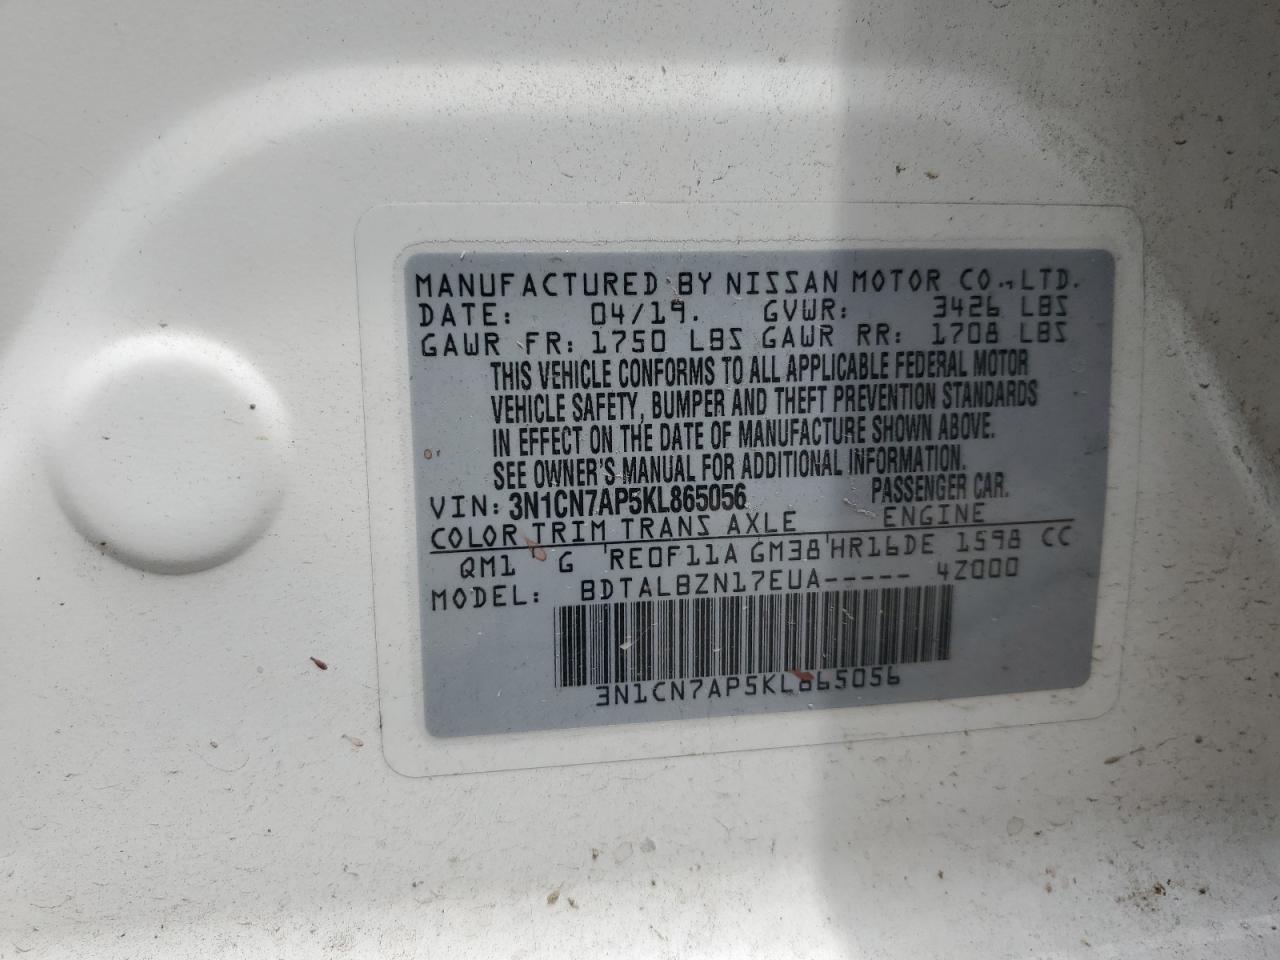 MANUFACTURED BY NISSAN MOTOR CO., LTD.
DATE: 04/19. GVWR: 3426 LBS
GAWR FR: 1750 LBS GAWR RR: 1708 LBS
THIS VEHICLE CONFORMS TO ALL APPLICABLE FEDERAL MOTOR
VEHICLE SAFETY, BUMPER AND THEFT PREVENTION STANDARDS
IN EFFECT ON THE DATE OF MANUFACTURE SHOWN ABOVE.
SEE OWNER'S MANUAL FOR ADDITIONAL INFORMATION.
VIN: 3N1CN7AP5KL865056 PASSENGER CAR.
COLOR TRIM TRANS AXLE ENGINE
QM1 G RE0F11A GM38 HR16DE 1598 CC
MODEL: BDTALBZN17EUA----- 4Z000
3N1CN7AP5KL865056